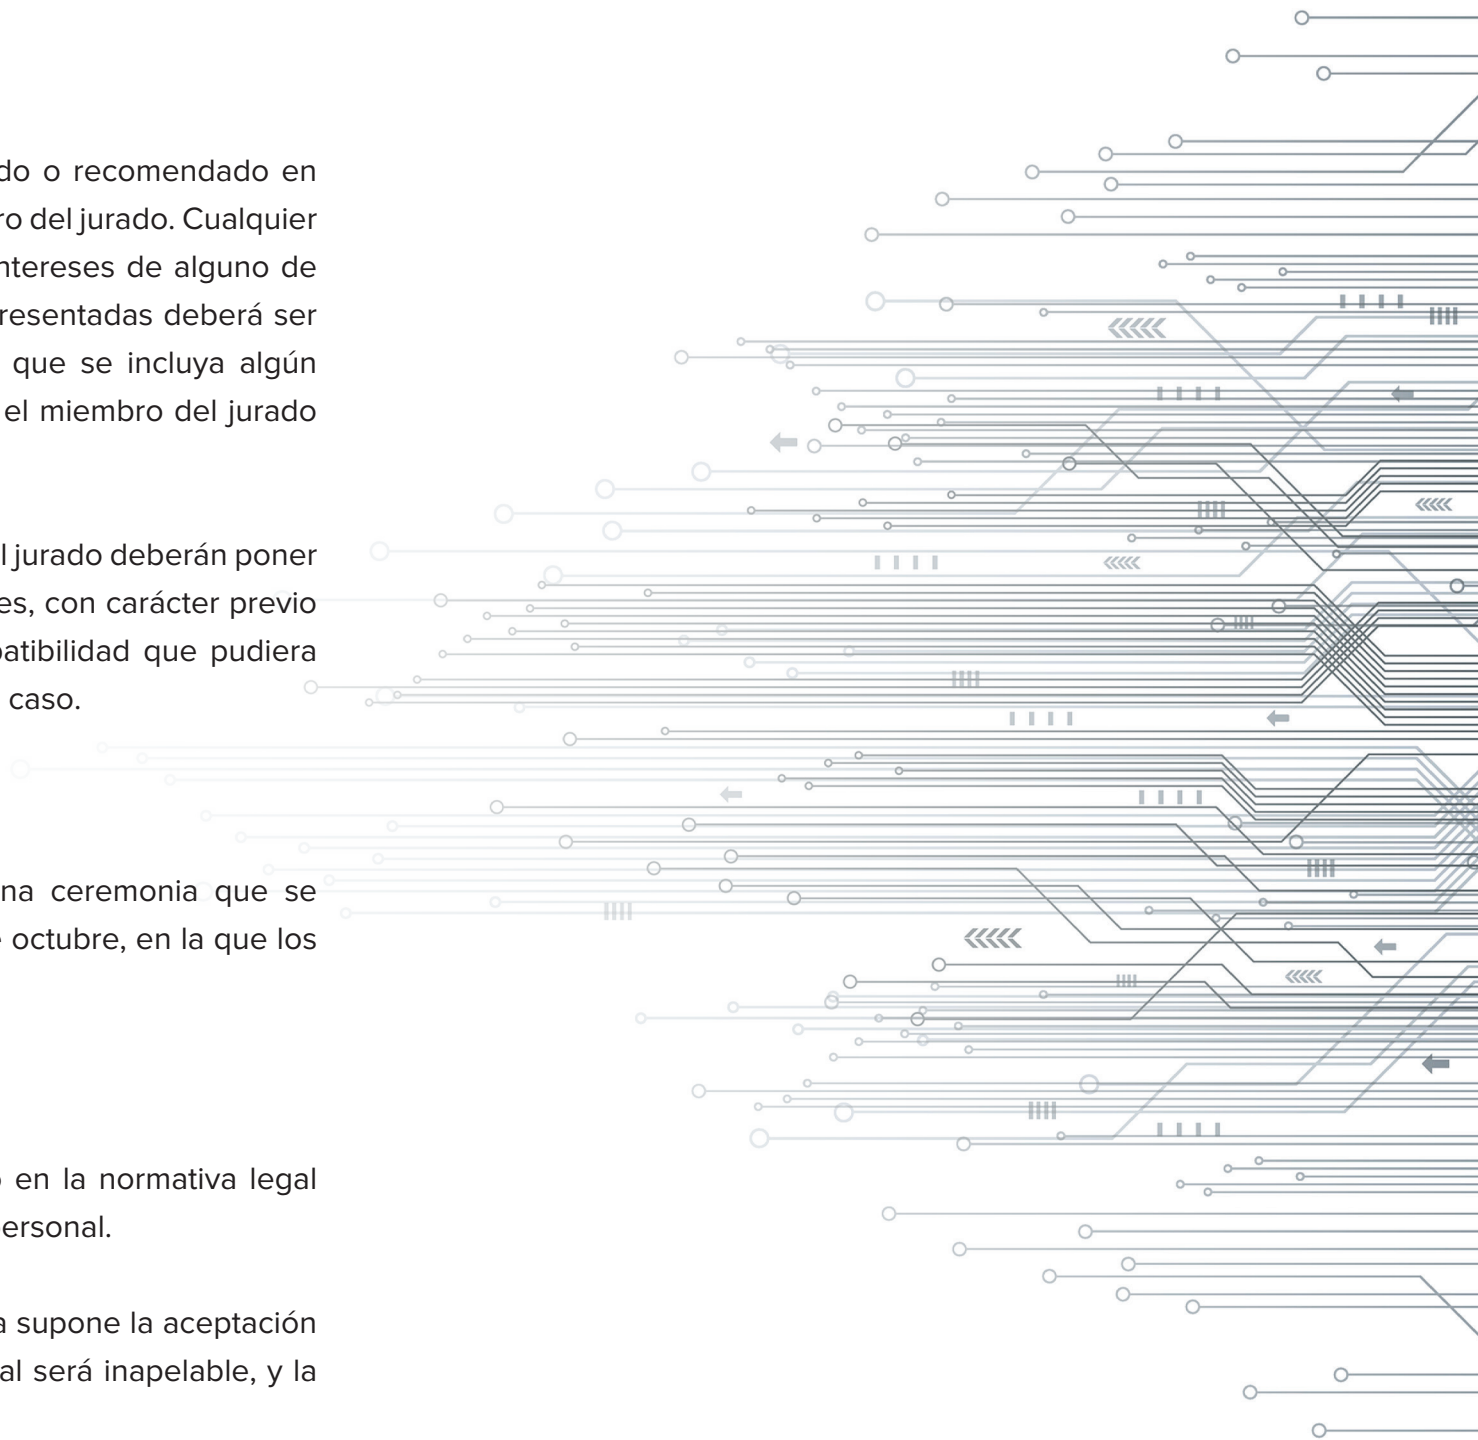 do o recomendado en
ro del jurado. Cualquier
ntereses de alguno de
resentadas deberá ser
que se incluya algún
el miembro del jurado
l jurado deberán poner
es, con carácter previo
patibilidad que pudiera
caso.
na ceremonia que se
e octubre, en la que los
o en la normativa legal
ersonal.
a supone la aceptación
al será inapelable, y la